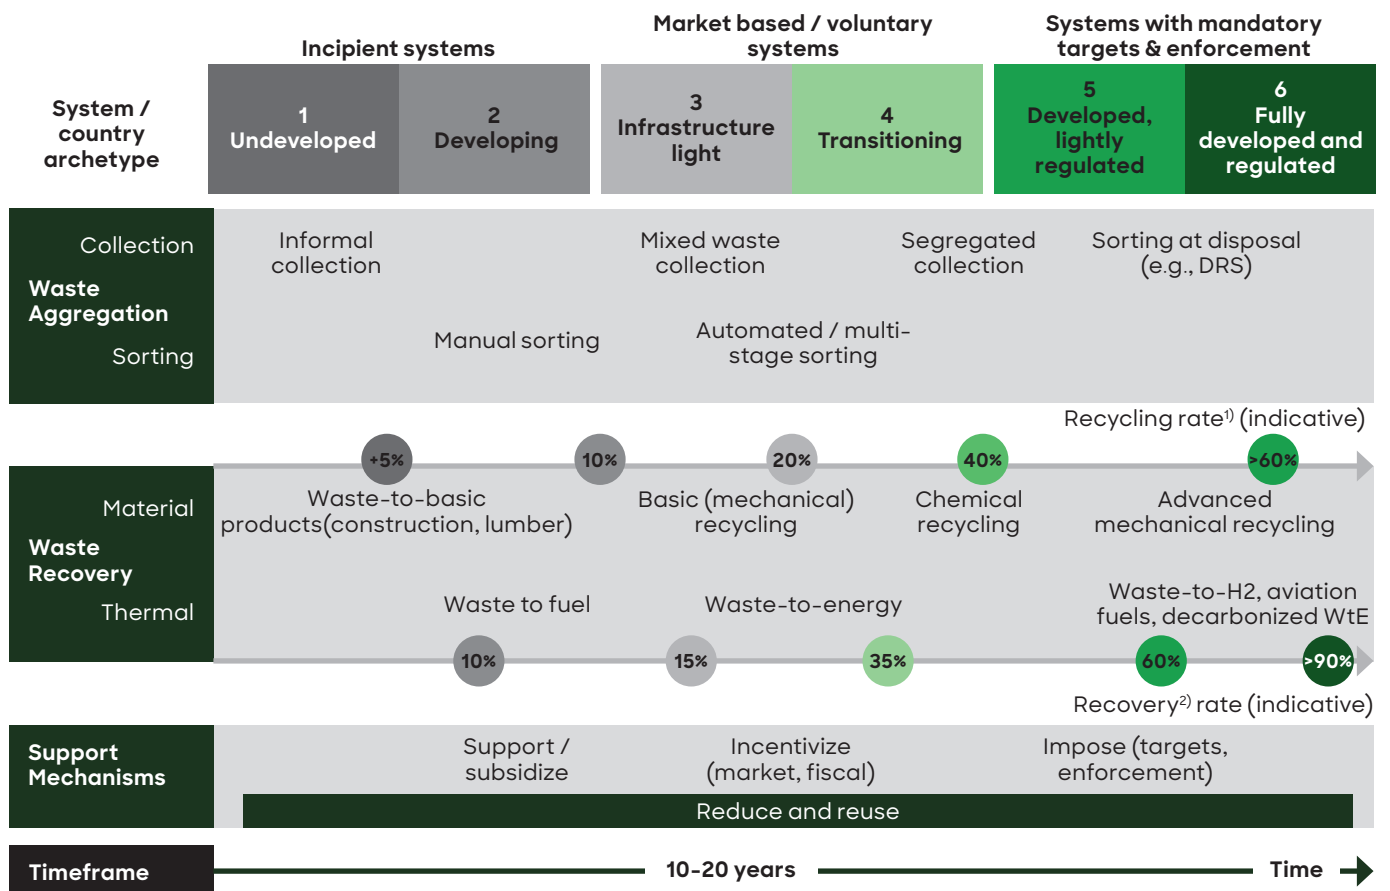 Incipient systems
Market based / voluntary
systems
Systems with mandatory
targets & enforcement
System /
country
archetype
1
Undeveloped
2
Developing
3
Infrastructure
light
4
Transitioning
5
Developed,
lightly
regulated
6
Fully
developed and
regulated
Collection
Waste
Aggregation
Sorting
Informal
collection
Mixed waste
collection
Segregated
collection
Sorting at disposal
(e.g., DRS)
Manual sorting
Automated / multi-
stage sorting
Recycling rate¹⁾ (indicative)
+5%
10%
20%
40%
>60%
Material
Waste
Recovery
Thermal
Waste-to-basic
products(construction, lumber)
Basic (mechanical)
recycling
Chemical
recycling
Advanced
mechanical recycling
Waste to fuel
Waste-to-energy
Waste-to-H2, aviation
fuels, decarbonized WtE
10%
15%
35%
60%
>90%
Recovery²⁾ rate (indicative)
Support
Mechanisms
Support /
subsidize
Incentivize
(market, fiscal)
Impose (targets,
enforcement)
Reduce and reuse
Timeframe
10-20 years
Time